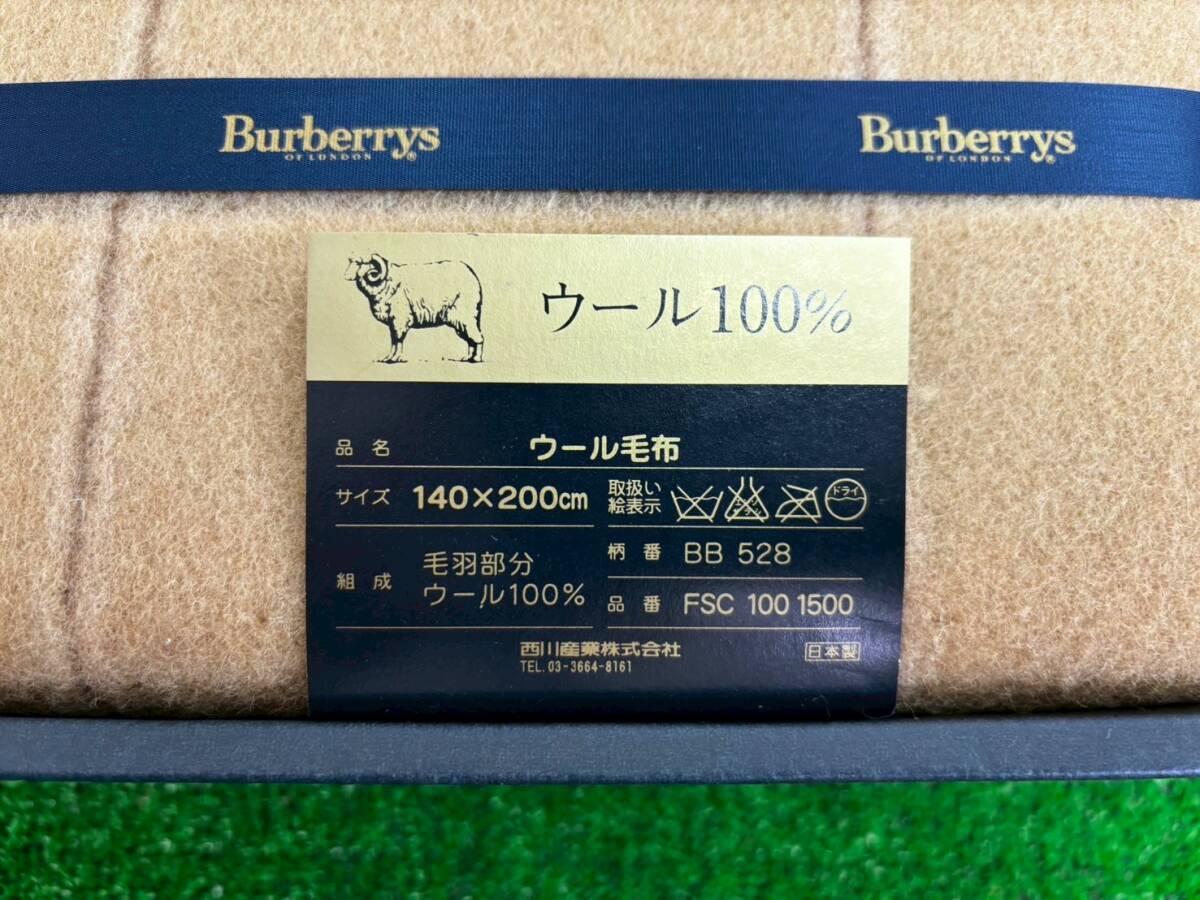 Burberrys Burberrys
OF LONDON® OF LONDON®
ウール100%
品名 ウール毛布
サイズ 140×200cm
取扱い
絵表示
ドライ
組成 毛羽部分
ウール100%
柄番 BB 528
品番 FSC 100 1500
西川産業株式会社
TEL. 03-3664-8161
日本製